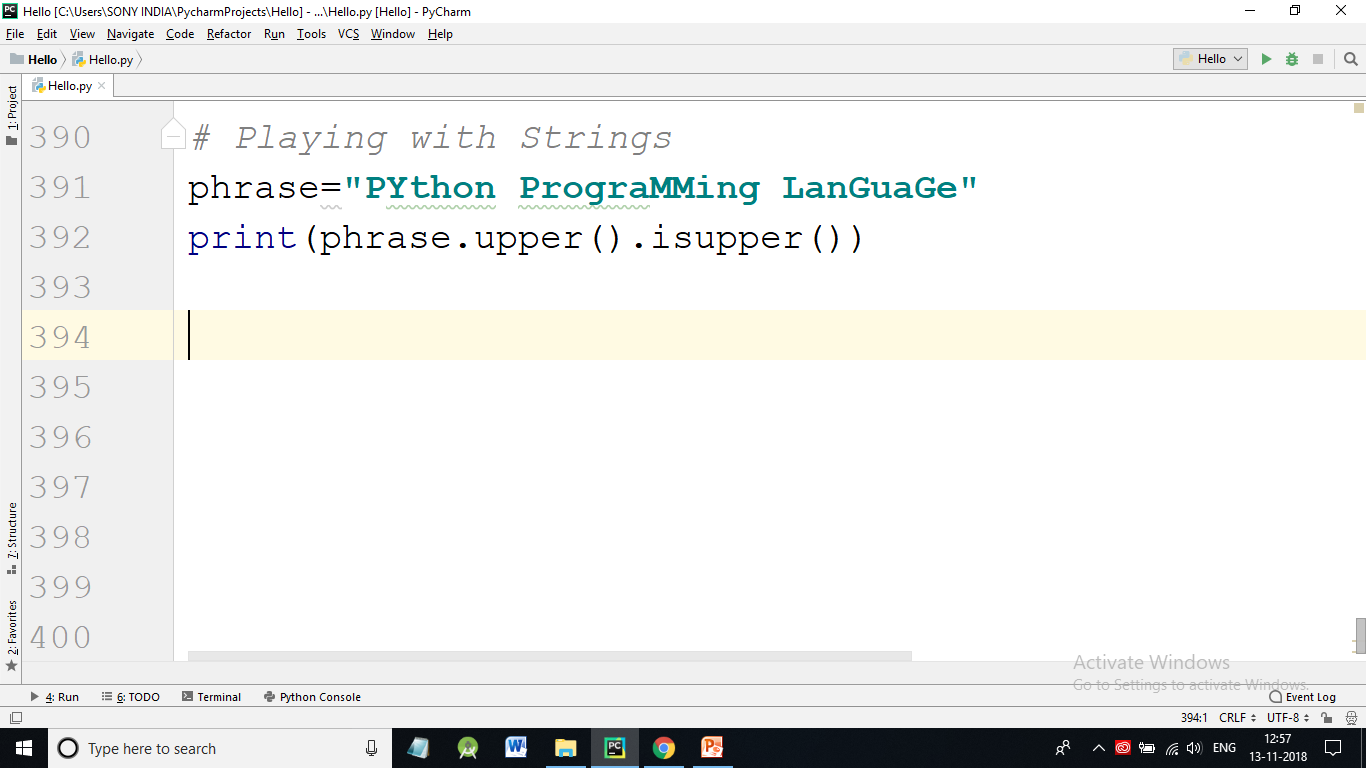 Hello [C:\Users\SONY INDIA\PycharmProjects\Hello] - ...\Hello.py [Hello] - PyCharm
File Edit View Navigate Code Refactor Run Tools VCS Window Help
Hello Hello.py Hello
Hello.py
1: Project
390 # Playing with Strings
391 phrase="PYthon PrograMMing LanGuaGe"
392 print(phrase.upper().isupper())
393
394
395
396
397
398
399
400
7: Structure
2: Favorites
Activate Windows
Go to Settings to activate Windows.
4: Run 6: TODO Terminal Python Console Event Log
394:1 CRLF UTF-8
Type here to search
ENG
12:57
13-11-2018